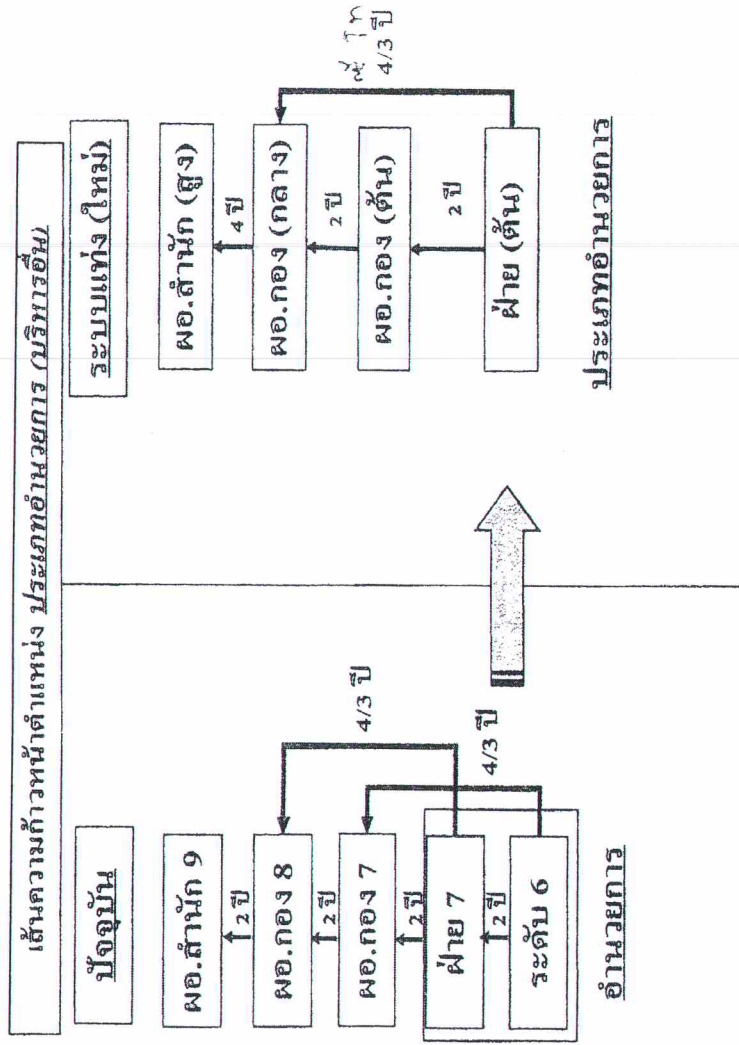 เส้นความก้าวหน้าตำแหน่ง ประเภทอำนวยการ (บริหารอื่น)
ปัจจุบัน
ผอ.สำนัก 9
2 ปี
ผอ.กอง 8
2 ปี
4/3 ปี
ผอ.กอง 7
2 ปี
4/3 ปี
ฝ่าย 7
2 ปี
ระดับ 6
อำนวยการ
ระบบแท่ง (ใหม่)
ผอ.สำนัก (สูง)
4 ปี
ผอ.กอง (กลาง)
4/3 ปี
2 ปี
ผอ.กอง (ต้น)
2 ปี
ฝ่าย (ต้น)
ประเภทอำนวยการ